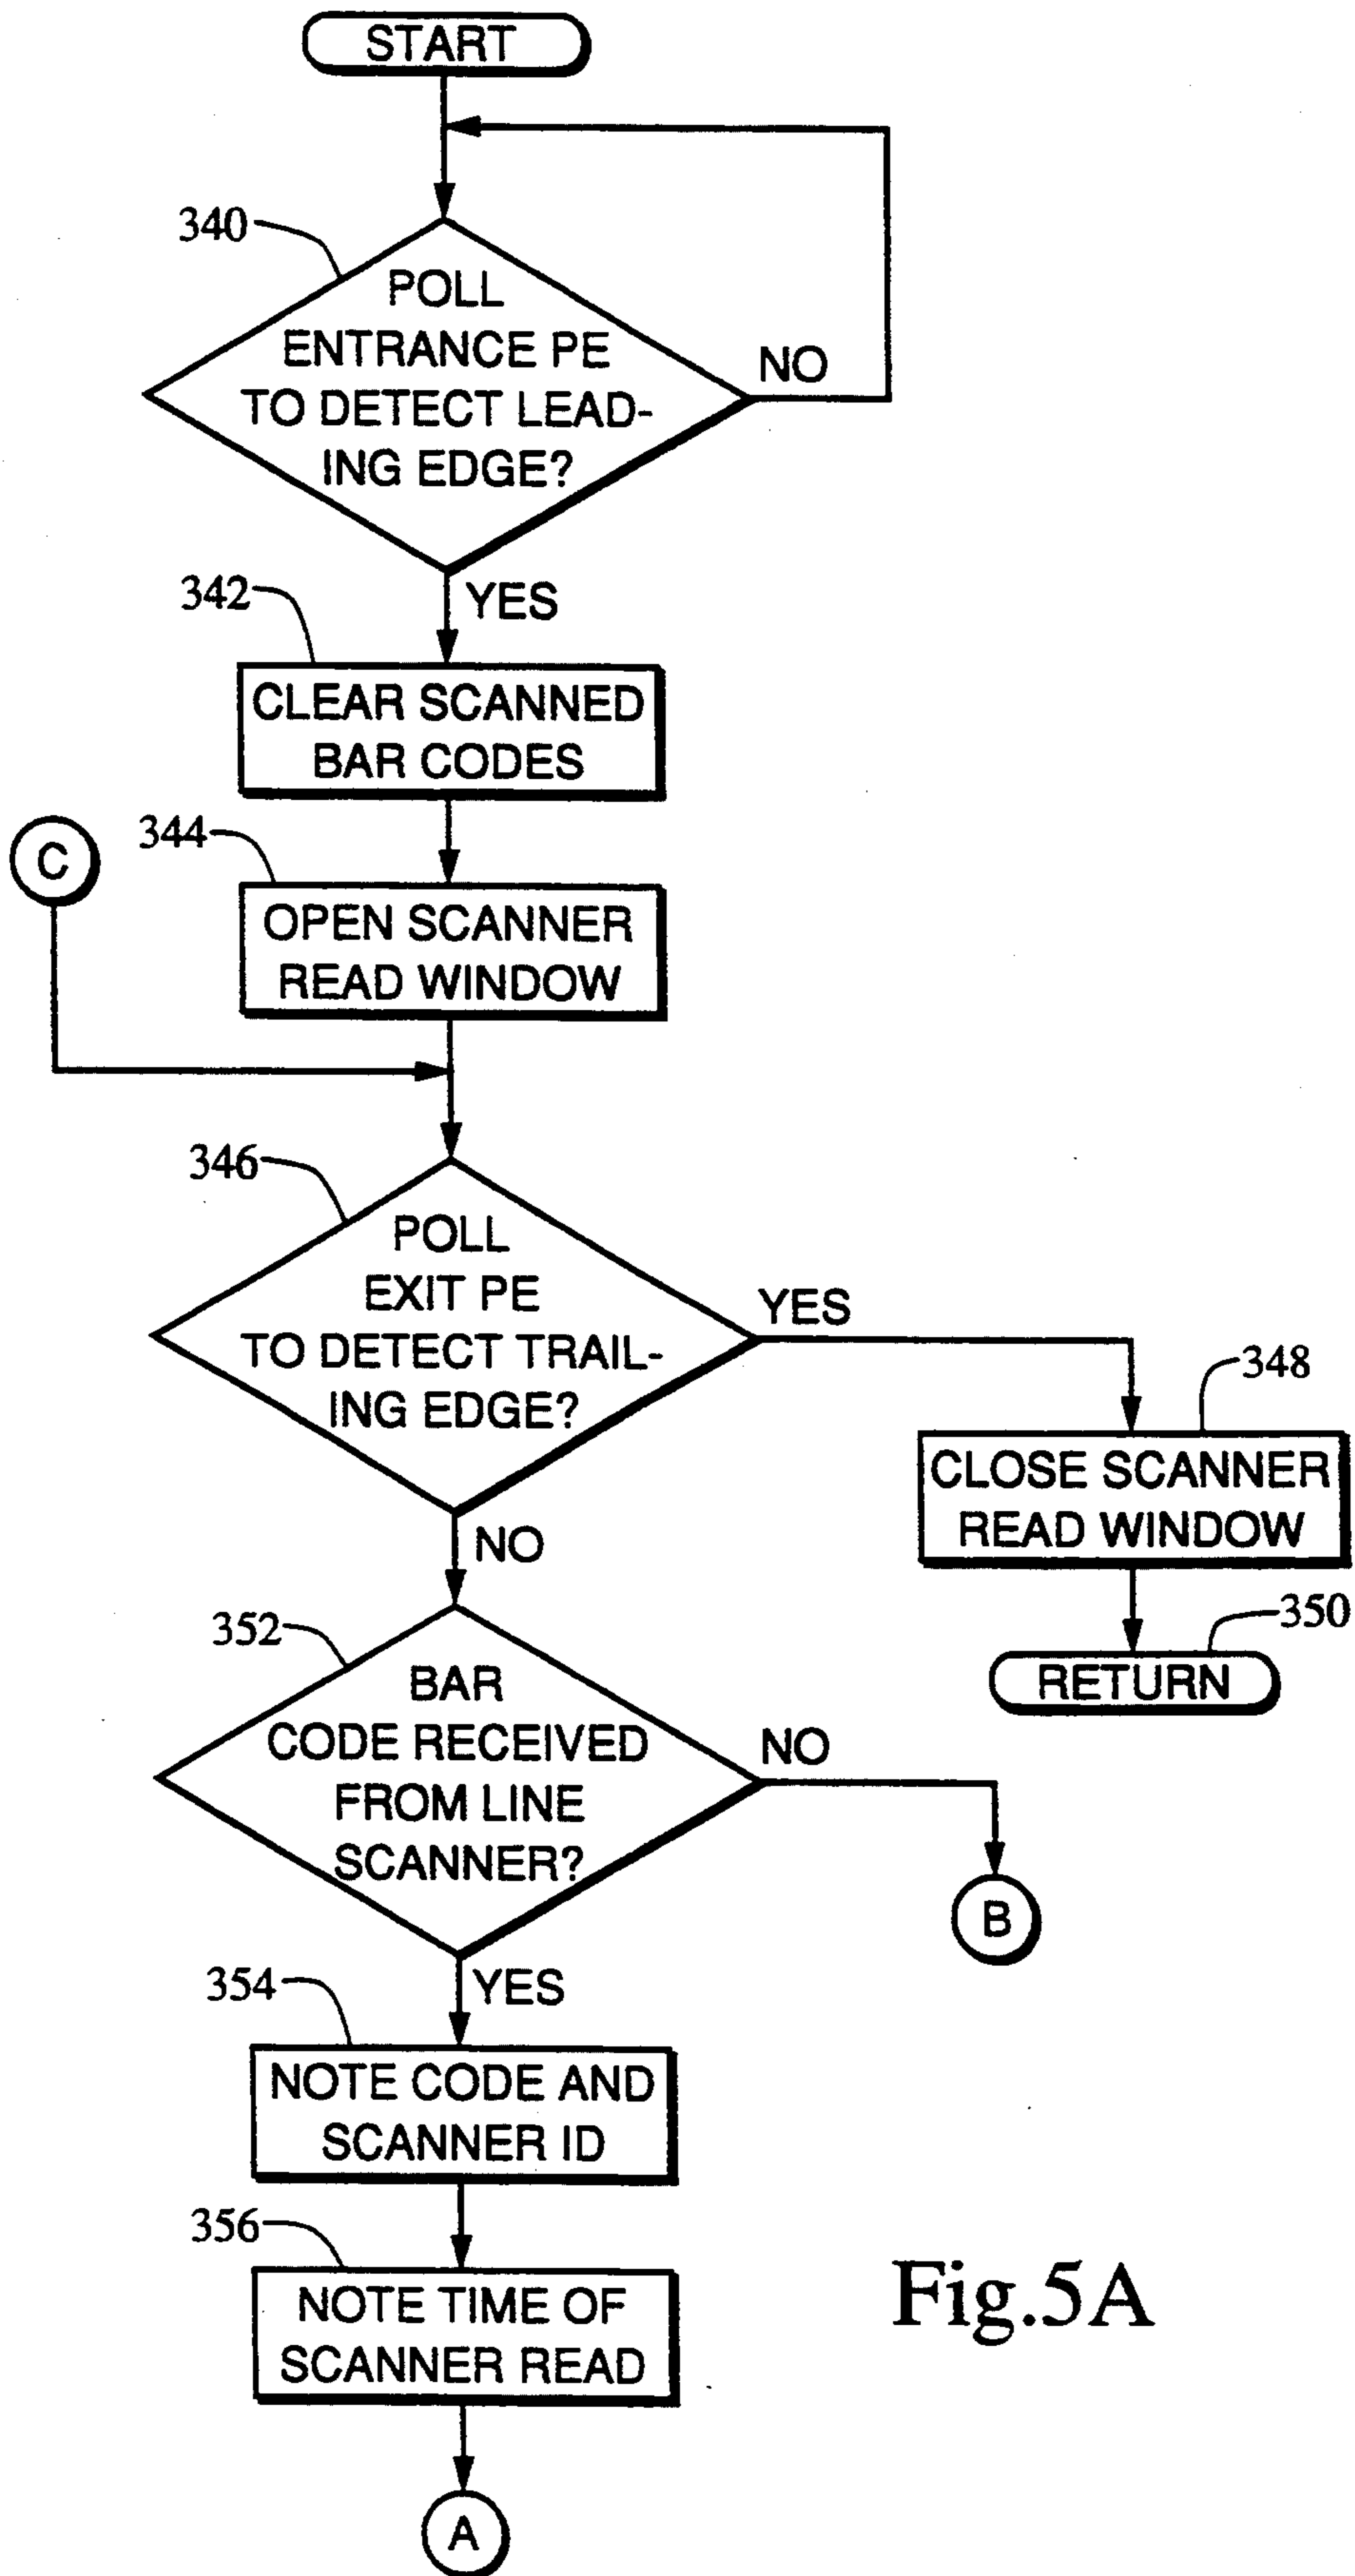 START
340
POLL
ENTRANCE PE
TO DETECT LEAD-
ING EDGE?
NO
YES
342
CLEAR SCANNED
BAR CODES
C
344
OPEN SCANNER
READ WINDOW
346
POLL
EXIT PE
TO DETECT TRAIL-
ING EDGE?
YES
348
CLOSE SCANNER
READ WINDOW
NO
350
RETURN
352
BAR
CODE RECEIVED
FROM LINE
SCANNER?
NO
B
YES
354
NOTE CODE AND
SCANNER ID
356
NOTE TIME OF
SCANNER READ
A
Fig.5A